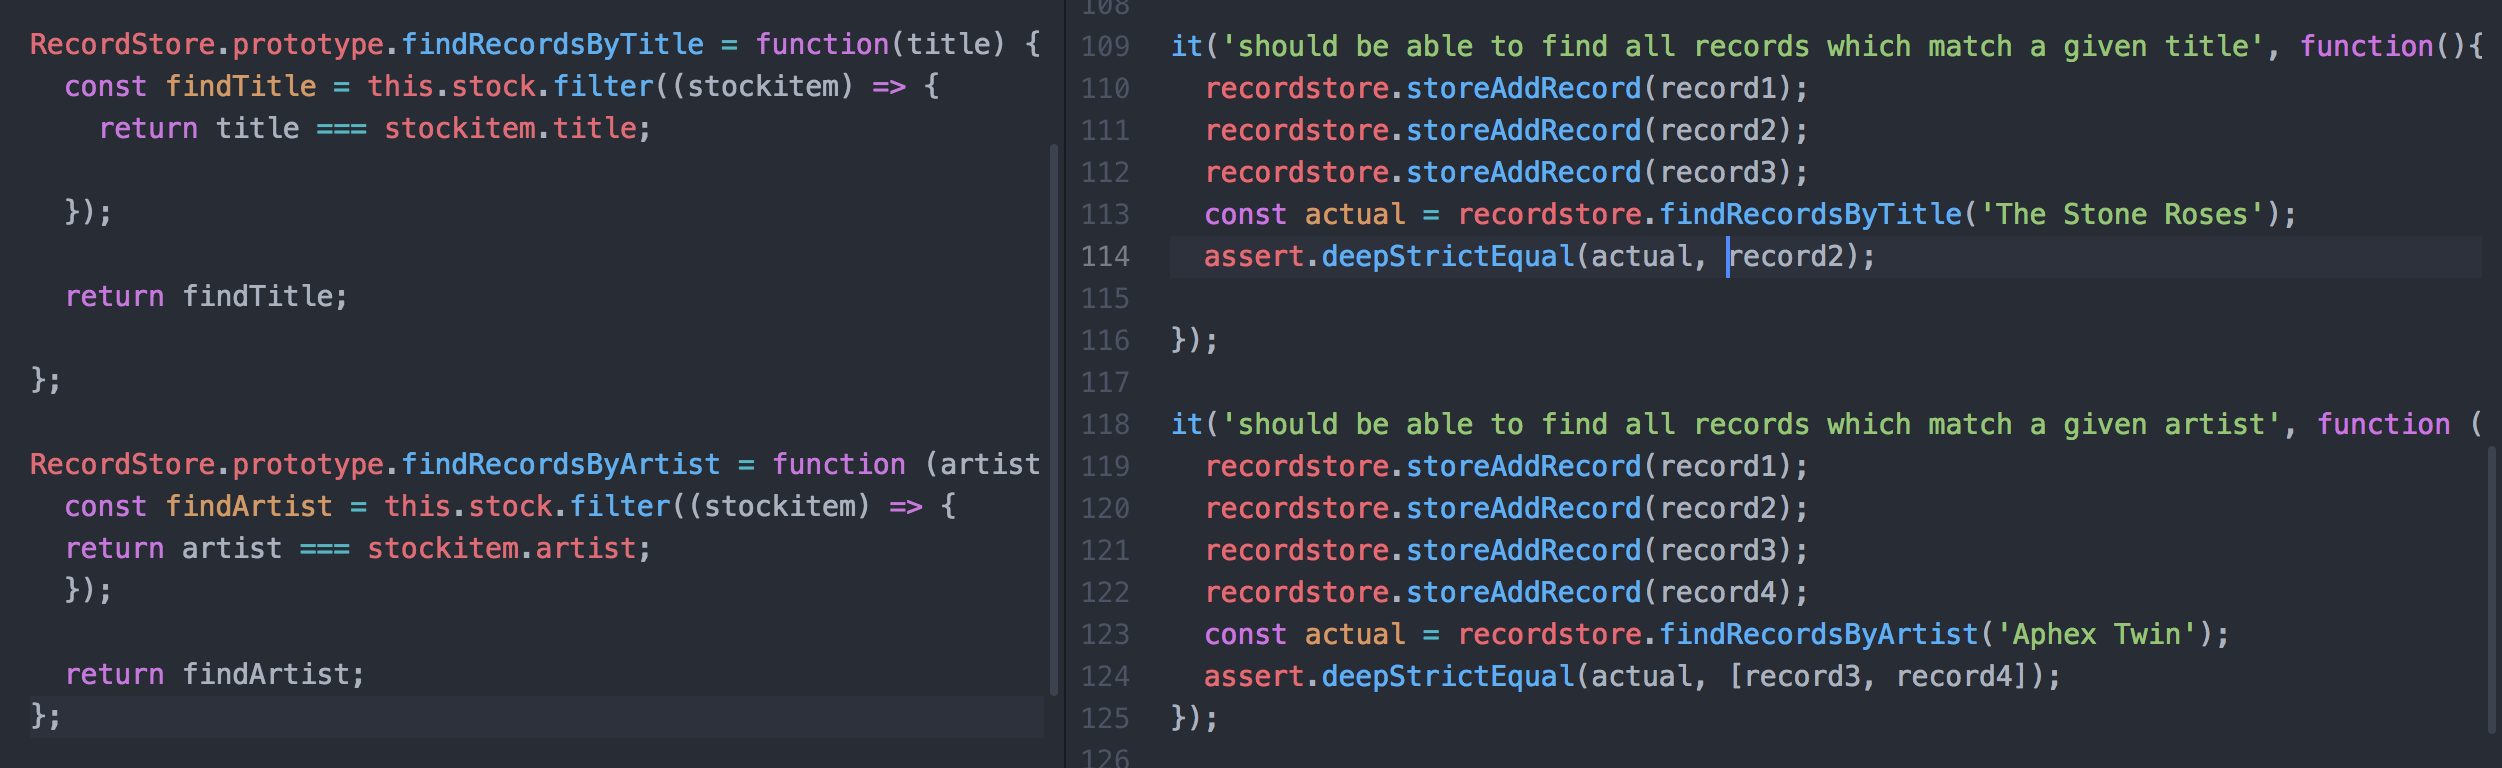 RecordStore.prototype.findRecordsByTitle = function(title) {
  const findTitle = this.stock.filter((stockitem) => {
    return title === stockitem.title;
  });
  return findTitle;
};
RecordStore.prototype.findRecordsByArtist = function (artist
  const findArtist = this.stock.filter((stockitem) => {
  return artist === stockitem.artist;
  });
  return findArtist;
};
108
109 it('should be able to find all records which match a given title', function(){
110   recordstore.storeAddRecord(record1);
111   recordstore.storeAddRecord(record2);
112   recordstore.storeAddRecord(record3);
113   const actual = recordstore.findRecordsByTitle('The Stone Roses');
114   assert.deepStrictEqual(actual, record2);
115
116 });
117
118 it('should be able to find all records which match a given artist', function (
119   recordstore.storeAddRecord(record1);
120   recordstore.storeAddRecord(record2);
121   recordstore.storeAddRecord(record3);
122   recordstore.storeAddRecord(record4);
123   const actual = recordstore.findRecordsByArtist('Aphex Twin');
124   assert.deepStrictEqual(actual, [record3, record4]);
125 });
126